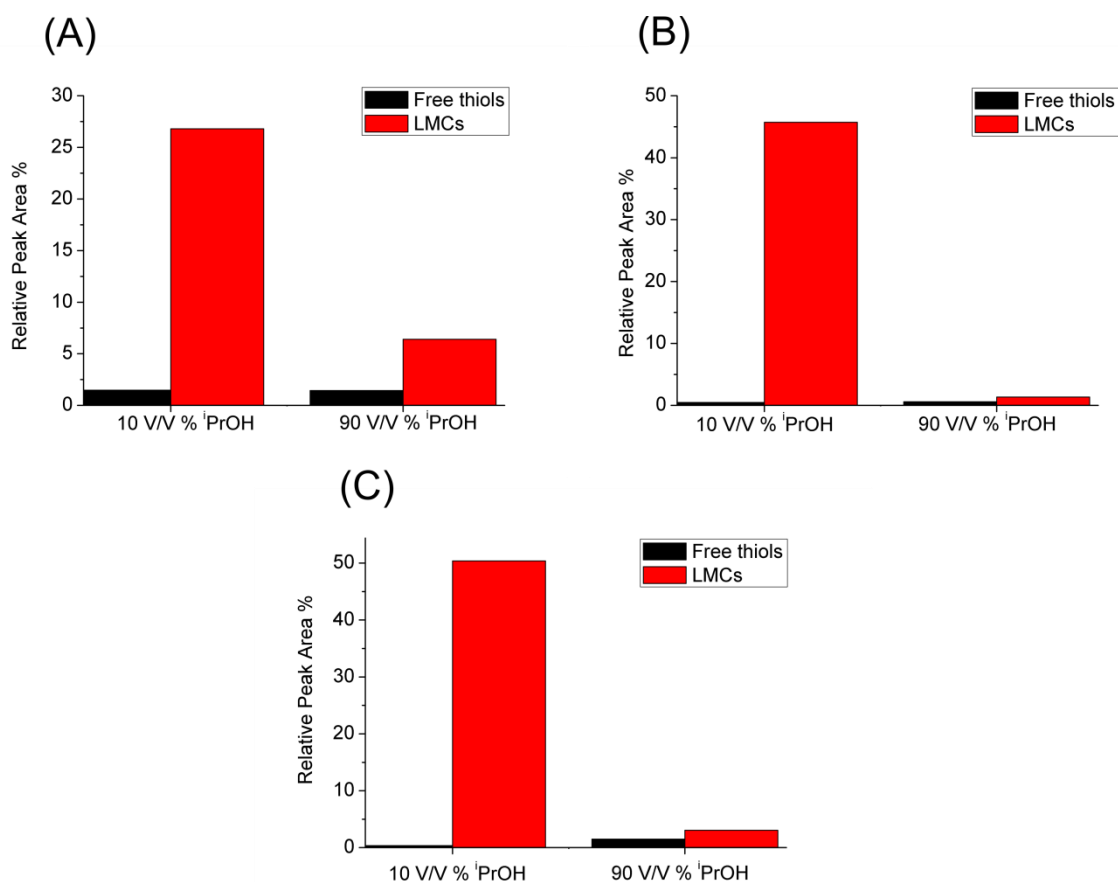 (A)
Relative Peak Area %
30
25
20
15
10
5
0
Free thiols
LMCs
10 V/V % ⁱPrOH
90 V/V % ⁱPrOH
(B)
Relative Peak Area %
50
40
30
20
10
0
Free thiols
LMCs
10 V/V % ⁱPrOH
90 V/V % ⁱPrOH
(C)
Relative Peak Area %
50
40
30
20
10
0
Free thiols
LMCs
10 V/V % ⁱPrOH
90 V/V % ⁱPrOH